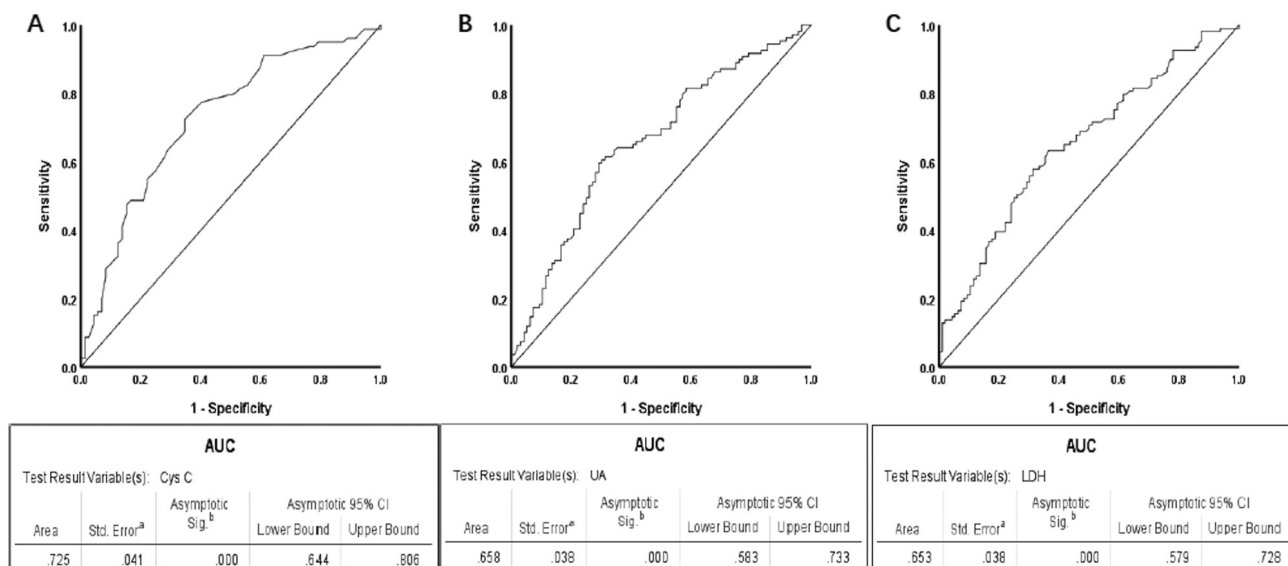 A
B
C
1.0
0.8
0.6
0.4
0.2
0.0
Sensitivity
0.0 0.2 0.4 0.6 0.8 1.0
1 - Specificity
1.0
0.8
0.6
0.4
0.2
0.0
Sensitivity
0.0 0.2 0.4 0.6 0.8 1.0
1 - Specificity
1.0
0.8
0.6
0.4
0.2
0.0
Sensitivity
0.0 0.2 0.4 0.6 0.8 1.0
1 - Specificity
AUC
Test Result Variable(s): Cys C
Asymptotic Asymptotic 95% CI
Area Std. Errorᵃ Sig.ᵇ Lower Bound Upper Bound
.725 .041 .000 .644 .806
AUC
Test Result Variable(s): UA
Asymptotic Asymptotic 95% CI
Area Std. Errorᵃ Sig.ᵇ Lower Bound Upper Bound
.658 .038 .000 .583 .733
AUC
Test Result Variable(s): LDH
Asymptotic Asymptotic 95% CI
Area Std. Errorᵃ Sig.ᵇ Lower Bound Upper Bound
.653 .038 .000 .579 .728